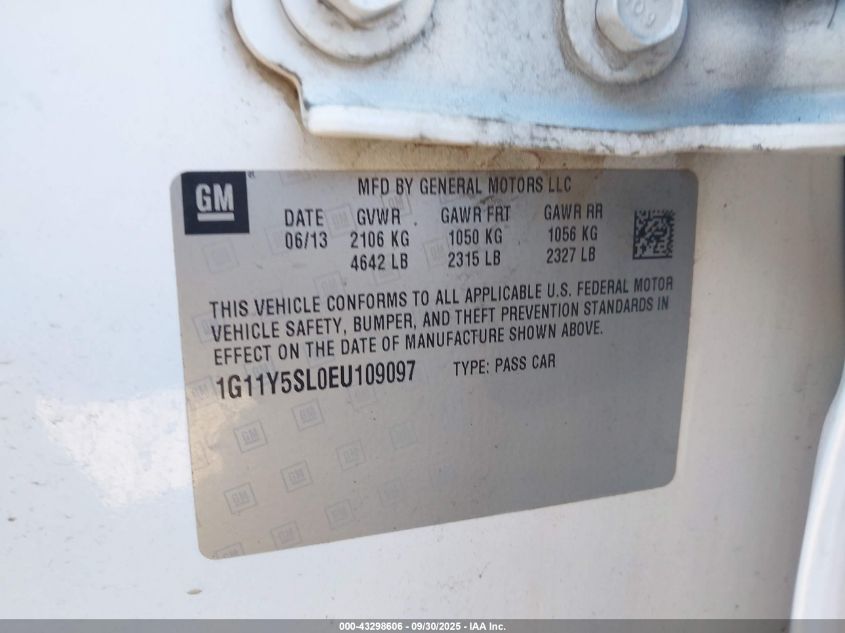 GM
MFD BY GENERAL MOTORS LLC
DATE GVWR GAWR FRT GAWR RR
06/13 2106 KG 1050 KG 1056 KG
4642 LB 2315 LB 2327 LB
THIS VEHICLE CONFORMS TO ALL APPLICABLE U.S. FEDERAL MOTOR
VEHICLE SAFETY, BUMPER, AND THEFT PREVENTION STANDARDS IN
EFFECT ON THE DATE OF MANUFACTURE SHOWN ABOVE.
1G11Y5SL0EU109097 TYPE: PASS CAR
000-43298606 - 09/30/2025 - IAA Inc.